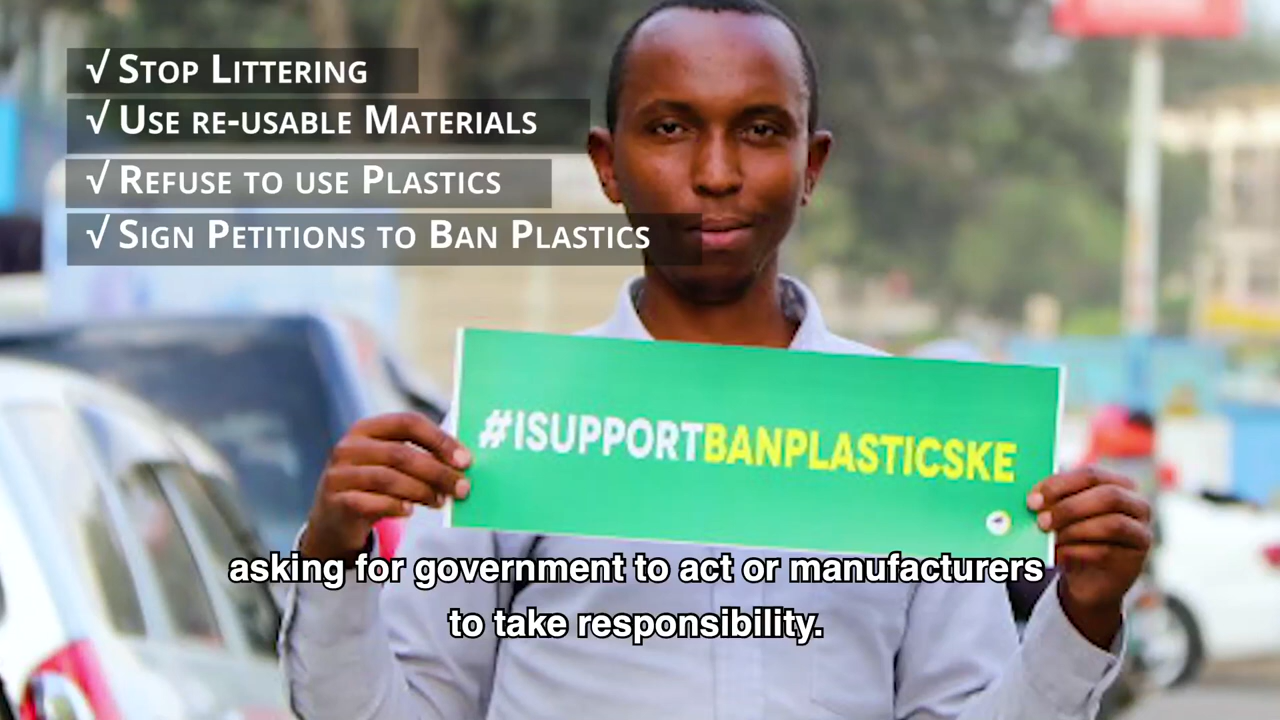 √ Stop Littering
√ Use re-usable Materials
√ Refuse to use Plastics
√ Sign Petitions to Ban Plastics
#ISUPPORTBANPLASTICSKE
asking for government to act or manufacturers
to take responsibility.